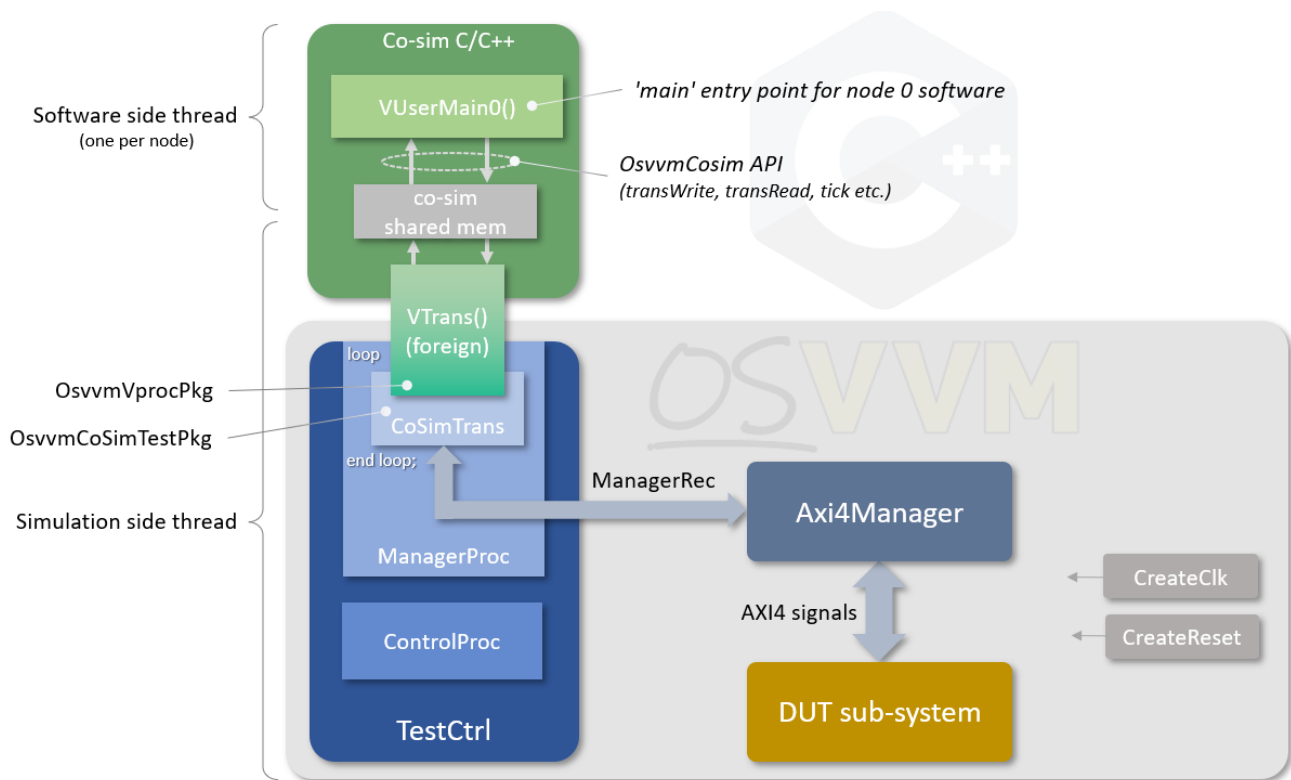 Co-sim C/C++
VUserMain0()
'main' entry point for node 0 software
Software side thread
(one per node)
OsvvmCosim API
(transWrite, transRead, tick etc.)
C++
co-sim
shared mem
VTrans()
(foreign)
loop
OsvvmVprocPkg
OsvvmCoSimTestPkg
CoSimTrans
end loop;
OSVVM
ManagerRec
Axi4Manager
Simulation side thread
ManagerProc
CreateClk
AXI4 signals
CreateReset
ControlProc
DUT sub-system
TestCtrl